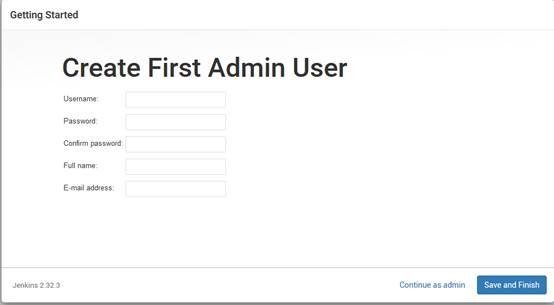 Getting Started
Create First Admin User
Username:
Password:
Confirm password:
Full name:
E-mail address:
Jenkins 2.32.3
Continue as admin
Save and Finish